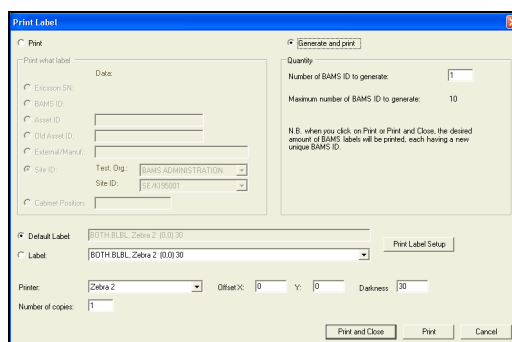 Print Label
Print
Generate and print
Print what label
Data:
Ericsson SN:
BAMS ID:
Asset ID
Old Asset ID:
External/Manuf.:
Site ID:
Test. Org.:
BAMS ADMINISTRATION
Site ID:
SE/KI95001
Cabinet Position:
Quantity
Number of BAMS ID to generate:
1
Maximum number of BAMS ID to generate:
10
N.B. when you click on Print or Print and Close, the desired
amount of BAMS labels will be printed, each having a new
unique BAMS ID.
Default Label:
BOTH.BLBL, Zebra 2 (0,0) 30
Print Label Setup
Label:
BOTH.BLBL, Zebra 2 (0,0) 30
Printer:
Zebra 2
Offset X:
0
Y:
0
Darkness
30
Number of copies:
1
Print and Close
Print
Cancel